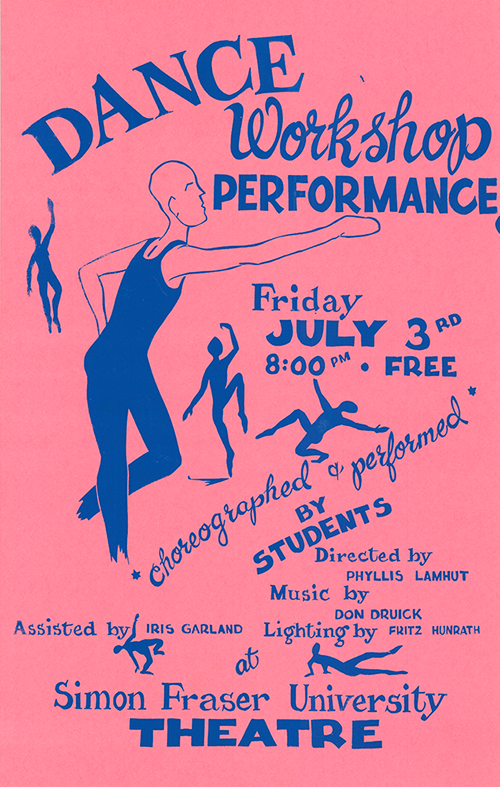 DANCE
Workshop
PERFORMANCE
Friday
JULY 3RD
8:00 PM • FREE
* choreographed & performed *
BY
STUDENTS
Directed by
PHYLLIS LAMHUT
Music by
DON DRUICK
Assisted by IRIS GARLAND
Lighting by FRITZ HUNRATH
at
Simon Fraser University
THEATRE